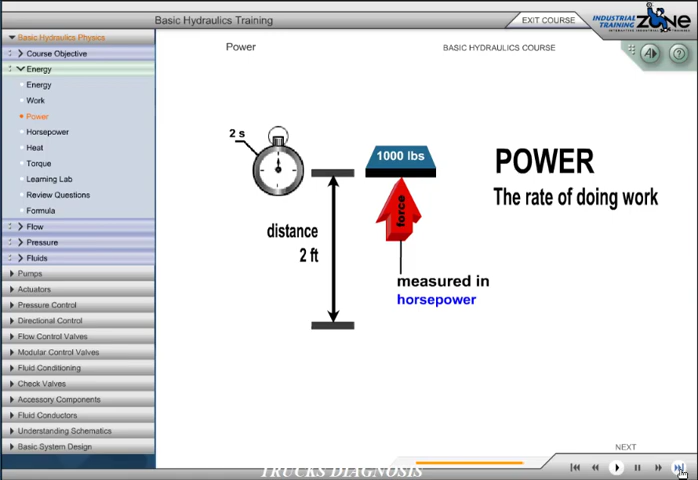 Basic Hydraulics Training
EXIT COURSE
INDUSTRIAL
TRAINING
ZONE
Basic Hydraulics Physics
Course Objective
Energy
Energy
Work
Power
Horsepower
Heat
Torque
Learning Lab
Review Questions
Formula
Flow
Pressure
Fluids
Pumps
Actuators
Pressure Control
Directional Control
Flow Control Valves
Modular Control Valves
Fluid Conditioning
Check Valves
Accessory Components
Fluid Conductors
Understanding Schematics
Basic System Design
Power
BASIC HYDRAULICS COURSE
A
?
2 s
1000 lbs
distance
2 ft
force
measured in
horsepower
POWER
The rate of doing work
NEXT
TRUCKS DIAGNOSIS